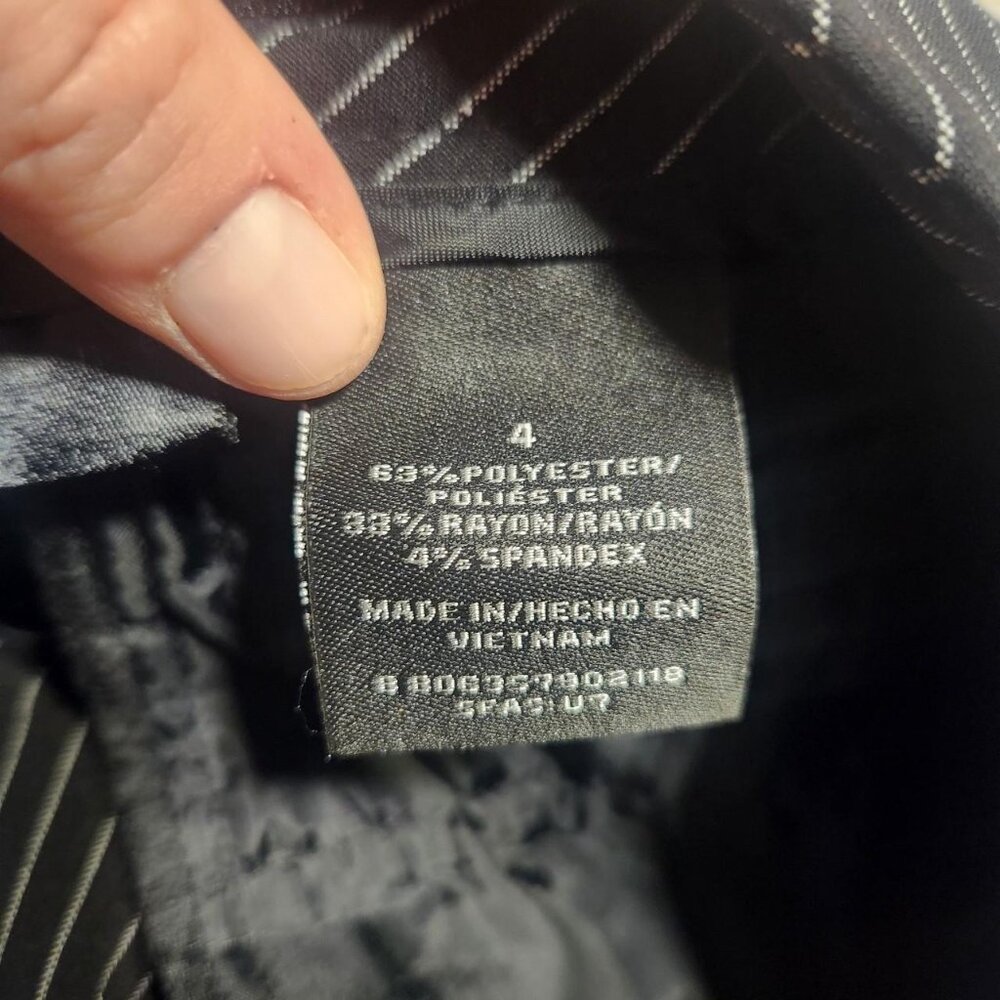 4
63% POLYESTER/
POLIÉSTER
33% RAYON/RAYÓN
4% SPANDEX
MADE IN/HECHO EN
VIETNAM